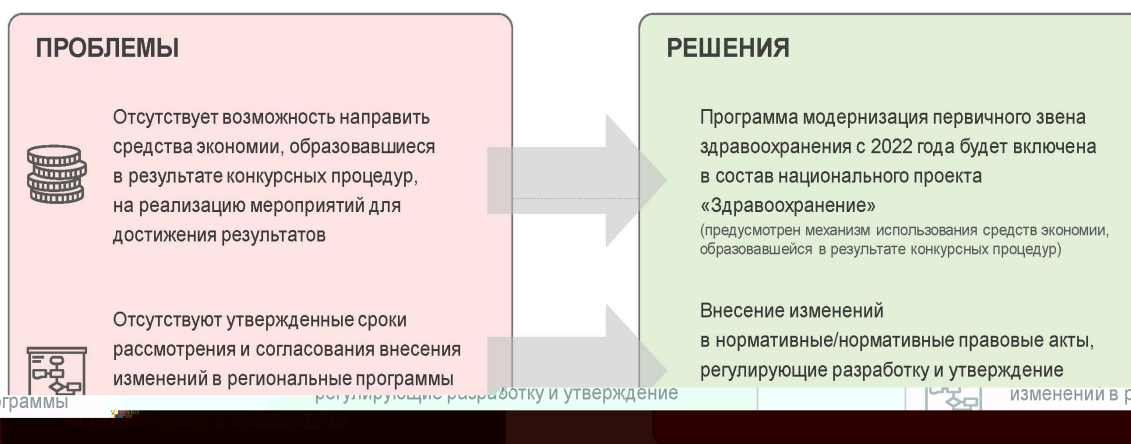 ПРОБЛЕМЫ
Отсутствует возможность направить
средства экономии, образовавшиеся
в результате конкурсных процедур,
на реализацию мероприятий для
достижения результатов
Отсутствуют утвержденные сроки
рассмотрения и согласования внесения
изменений в региональные программы
РЕШЕНИЯ
Программа модернизация первичного звена
здравоохранения с 2022 года будет включена
в состав национального проекта
«Здравоохранение»
(предусмотрен механизм использования средств экономии,
образовавшейся в результате конкурсных процедур)
Внесение изменений
в нормативные/нормативные правовые акты,
регулирующие разработку и утверждение
регулирующие разработку и утверждение
изменений в р